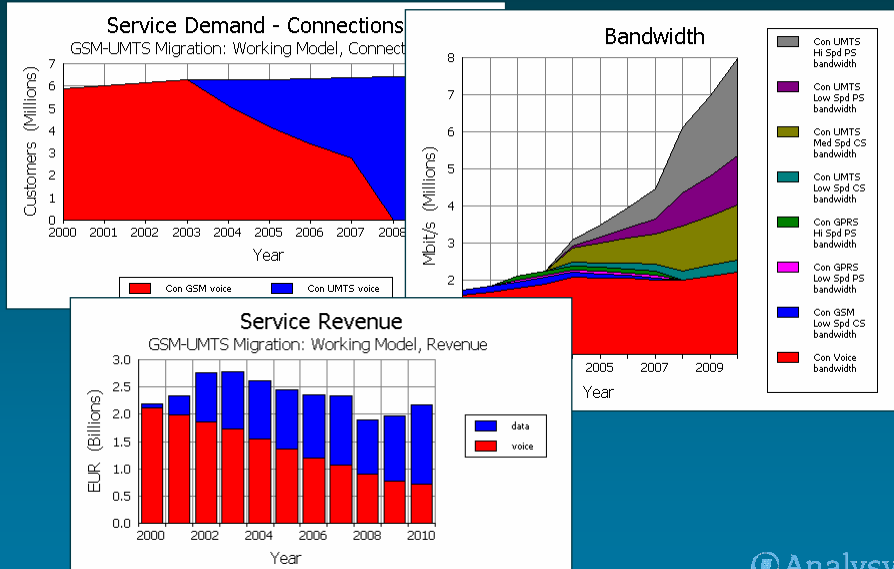 Service Demand - Connections
GSM-UMTS Migration: Working Model, Connect
Customers (Millions)
7
6
5
4
3
2
1
0
2000 2001 2002 2003 2004 2005 2006 2007 2008
Year
Con GSM voice
Con UMTS voice
Bandwidth
Mbit/s (Millions)
8
7
6
5
4
3
2
2005 2007 2009
Year
Con UMTS
Hi Spd PS
bandwidth
Con UMTS
Low Spd PS
bandwidth
Con UMTS
Med Spd CS
bandwidth
Con UMTS
Low Spd CS
bandwidth
Con GPRS
Hi Spd PS
bandwidth
Con GPRS
Low Spd PS
bandwidth
Con GSM
Low Spd CS
bandwidth
Con Voice
bandwidth
Service Revenue
GSM-UMTS Migration: Working Model, Revenue
EUR (Billions)
3.0
2.5
2.0
1.5
1.0
0.5
0.0
2000 2002 2004 2006 2008 2010
Year
data
voice
Analysy